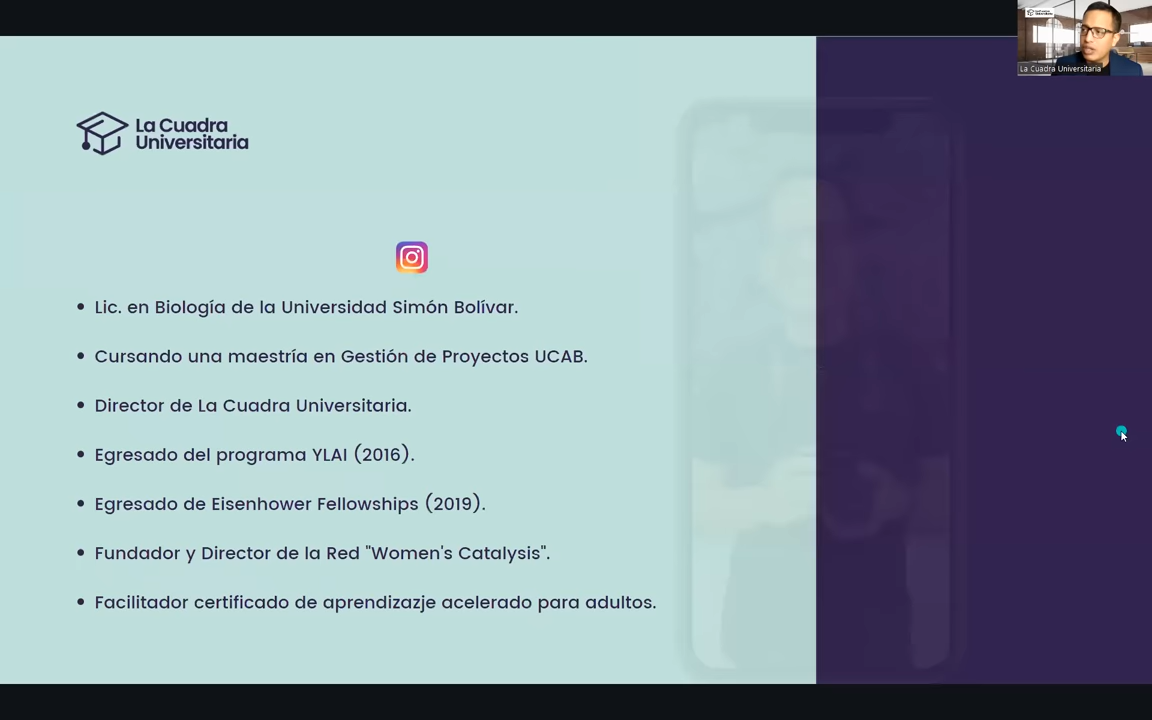 La Cuadra Universitaria
La Cuadra
Universitaria
• Lic. en Biología de la Universidad Simón Bolívar.
• Cursando una maestría en Gestión de Proyectos UCAB.
• Director de La Cuadra Universitaria.
• Egresado del programa YLAI (2016).
• Egresado de Eisenhower Fellowships (2019).
• Fundador y Director de la Red "Women's Catalysis".
• Facilitador certificado de aprendizazje acelerado para adultos.